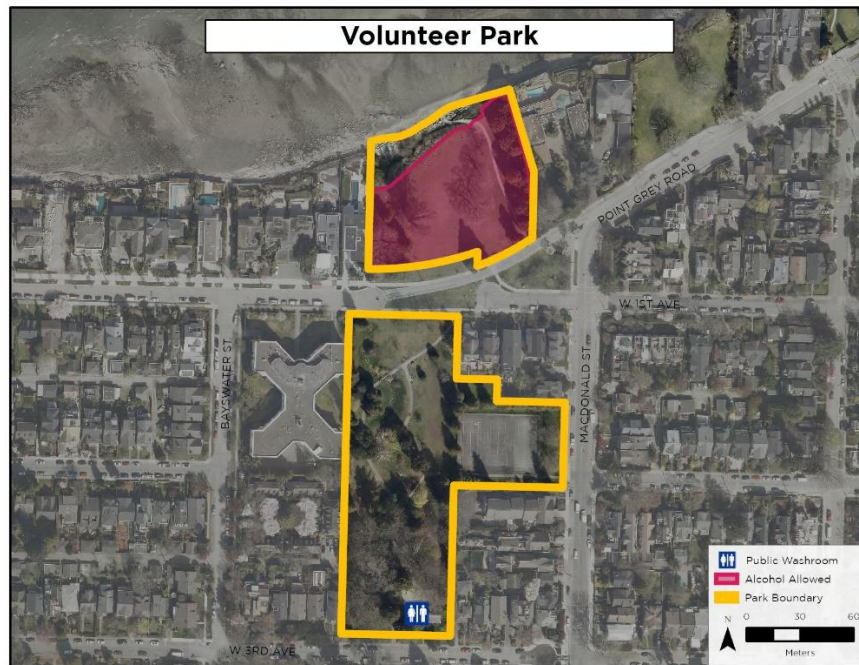 Volunteer Park
POINT GREY ROAD
W 1ST AVE
BAYSWATER ST
MACDONALD ST
W 3RD AVE
Public Washroom
Alcohol Allowed
Park Boundary
N
0 30 60
Meters